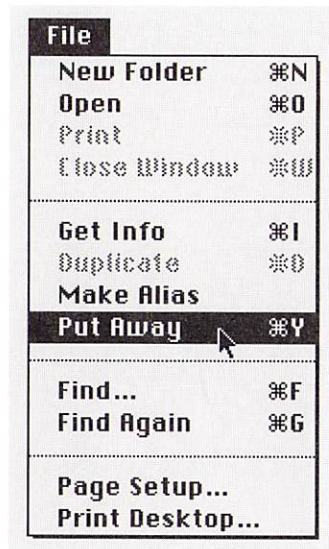 File
New Folder ⌘N
Open ⌘O
Print ⌘P
Close Window ⌘W
Get Info ⌘I
Duplicate ⌘D
Make Alias
Put Away ⌘Y
Find... ⌘F
Find Again ⌘G
Page Setup...
Print Desktop...